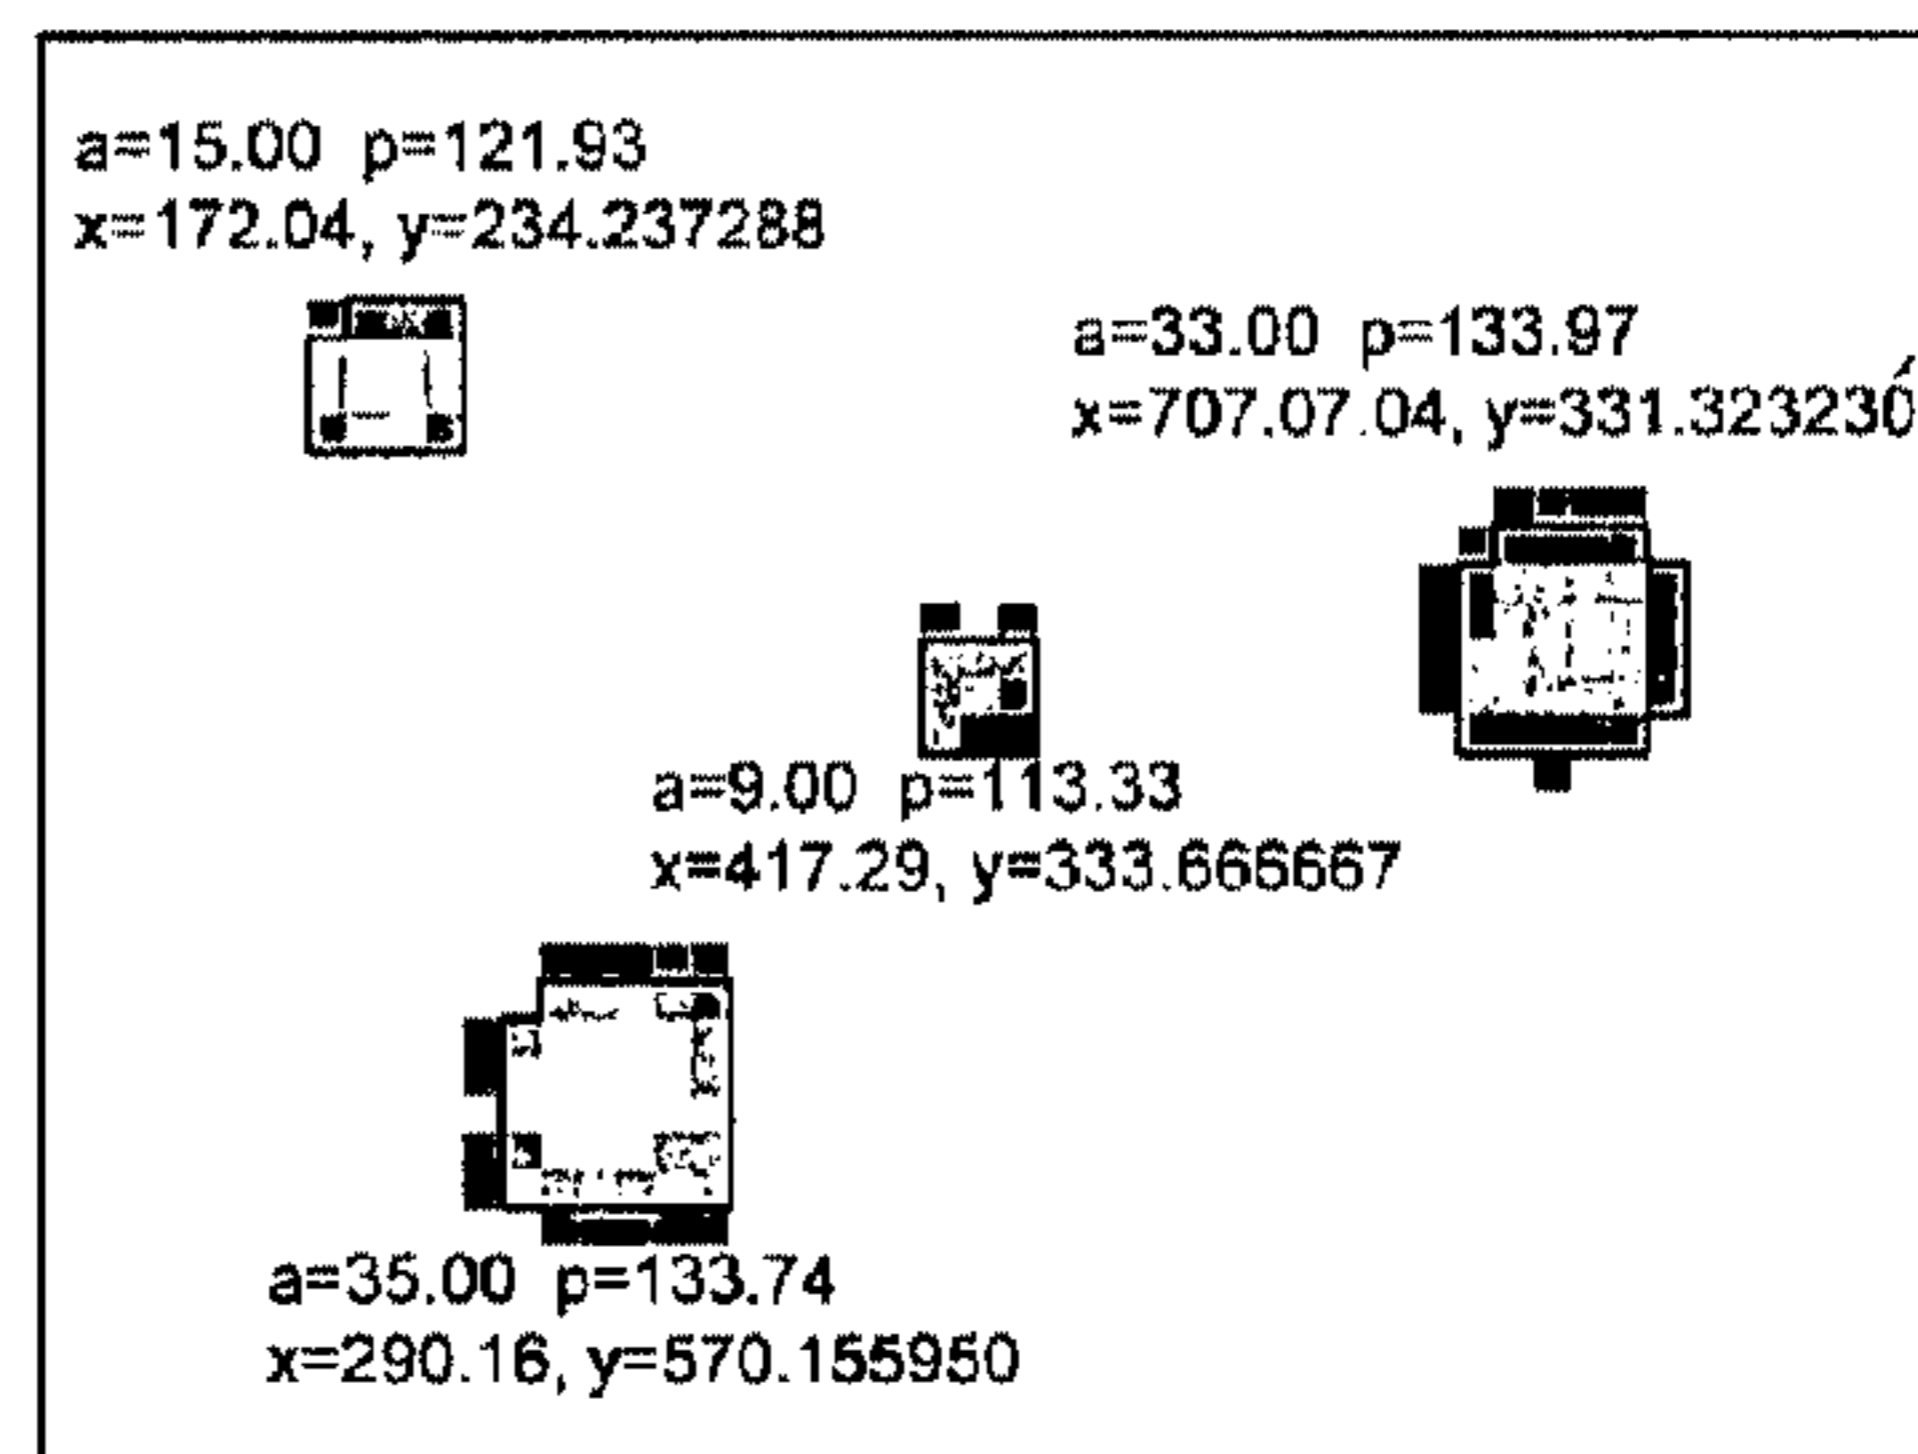 a=15.00 p=121.93
x=172.04, y=234.237288
a=33.00 p=133.97
x=707.07.04, y=331.323230
a=9.00 p=113.33
x=417.29, y=333.666667
a=35.00 p=133.74
x=290.16, y=570.155950